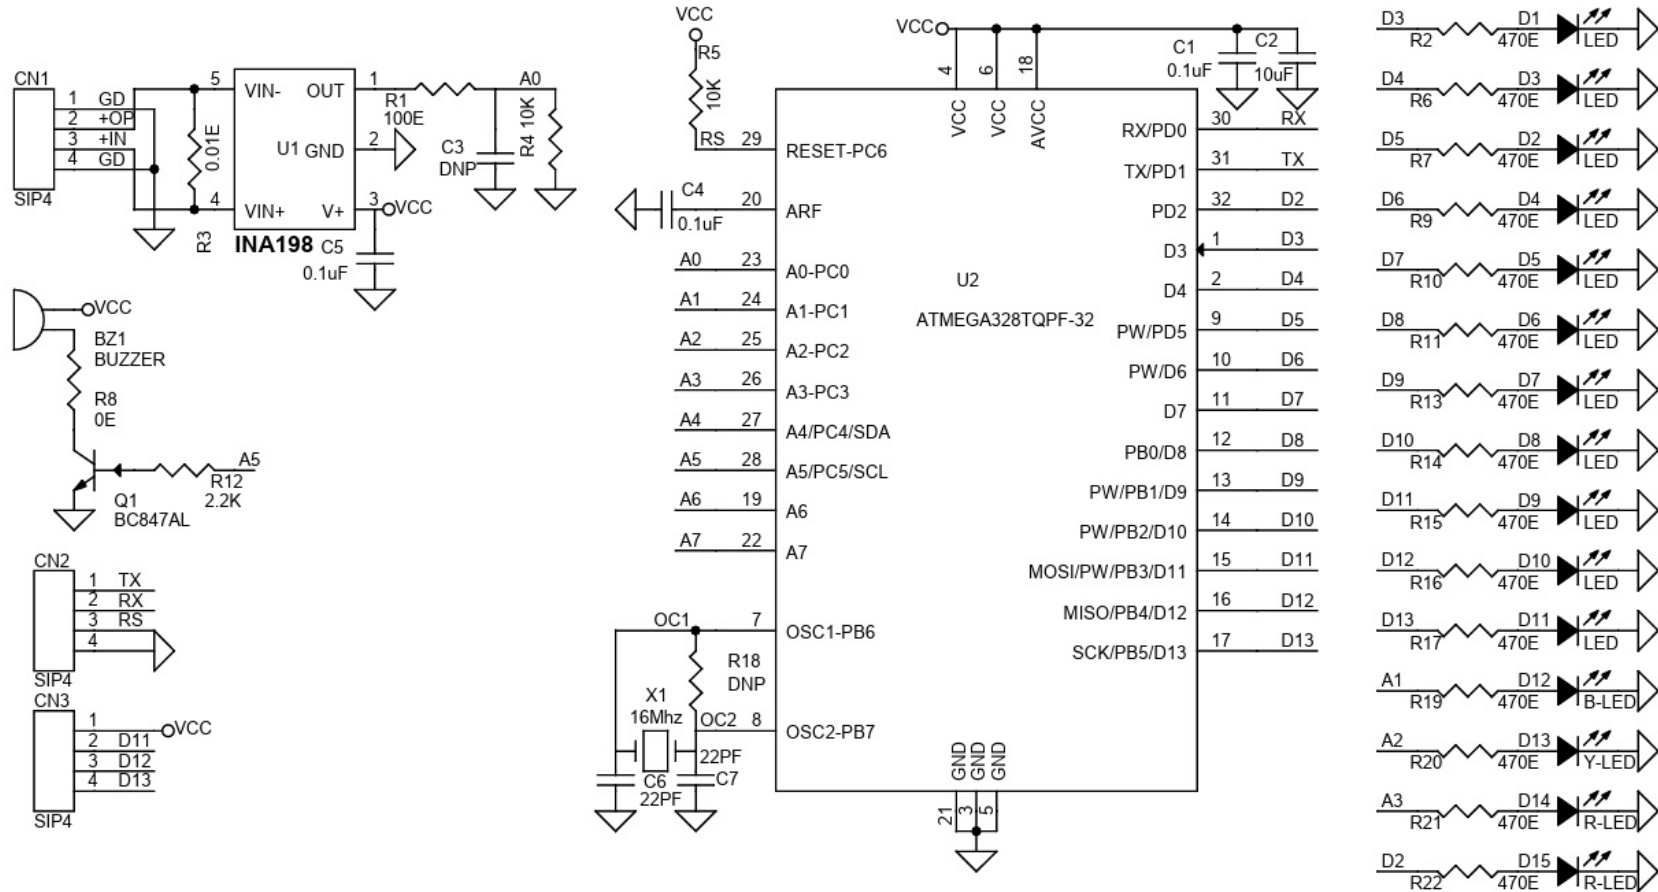 CN1
1 GD
2 +OP
3 +IN
4 GD
SIP4
5 VIN- OUT 1
U1 GND 2
4 VIN+ V+ 3
INA198
0.01E
R3
R1
100E
A0
C3
DNP
R4 10K
VCC
C5
0.1uF
VCC
BZ1
BUZZER
R8
0E
A5
R12
2.2K
Q1
BC847AL
CN2
1 TX
2 RX
3 RS
4
SIP4
CN3
1 VCC
2 D11
3 D12
4 D13
SIP4
VCC
R5
10K
RS 29 RESET-PC6
C4
0.1uF
20 ARF
A0 23 A0-PC0
A1 24 A1-PC1
A2 25 A2-PC2
A3 26 A3-PC3
A4 27 A4/PC4/SDA
A5 28 A5/PC5/SCL
A6 19 A6
A7 22 A7
OC1 7 OSC1-PB6
R18
DNP
X1
16Mhz
OC2 8 OSC2-PB7
22PF
C6 C7
22PF
VCC
4 6 18
VCC VCC AVCC
C1
0.1uF
C2
10uF
U2
ATMEGA328TQPF-32
RX/PD0 30 RX
TX/PD1 31 TX
PD2 32 D2
D3 1 D3
D4 2 D4
PW/PD5 9 D5
PW/D6 10 D6
D7 11 D7
PB0/D8 12 D8
PW/PB1/D9 13 D9
PW/PB2/D10 14 D10
MOSI/PW/PB3/D11 15 D11
MISO/PB4/D12 16 D12
SCK/PB5/D13 17 D13
GND GND GND
21 3 5
D3 D1
R2 470E LED
D4 D3
R6 470E LED
D5 D2
R7 470E LED
D6 D4
R9 470E LED
D7 D5
R10 470E LED
D8 D6
R11 470E LED
D9 D7
R13 470E LED
D10 D8
R14 470E LED
D11 D9
R15 470E LED
D12 D10
R16 470E LED
D13 D11
R17 470E LED
A1 D12
R19 470E B-LED
A2 D13
R20 470E Y-LED
A3 D14
R21 470E R-LED
D2 D15
R22 470E R-LED